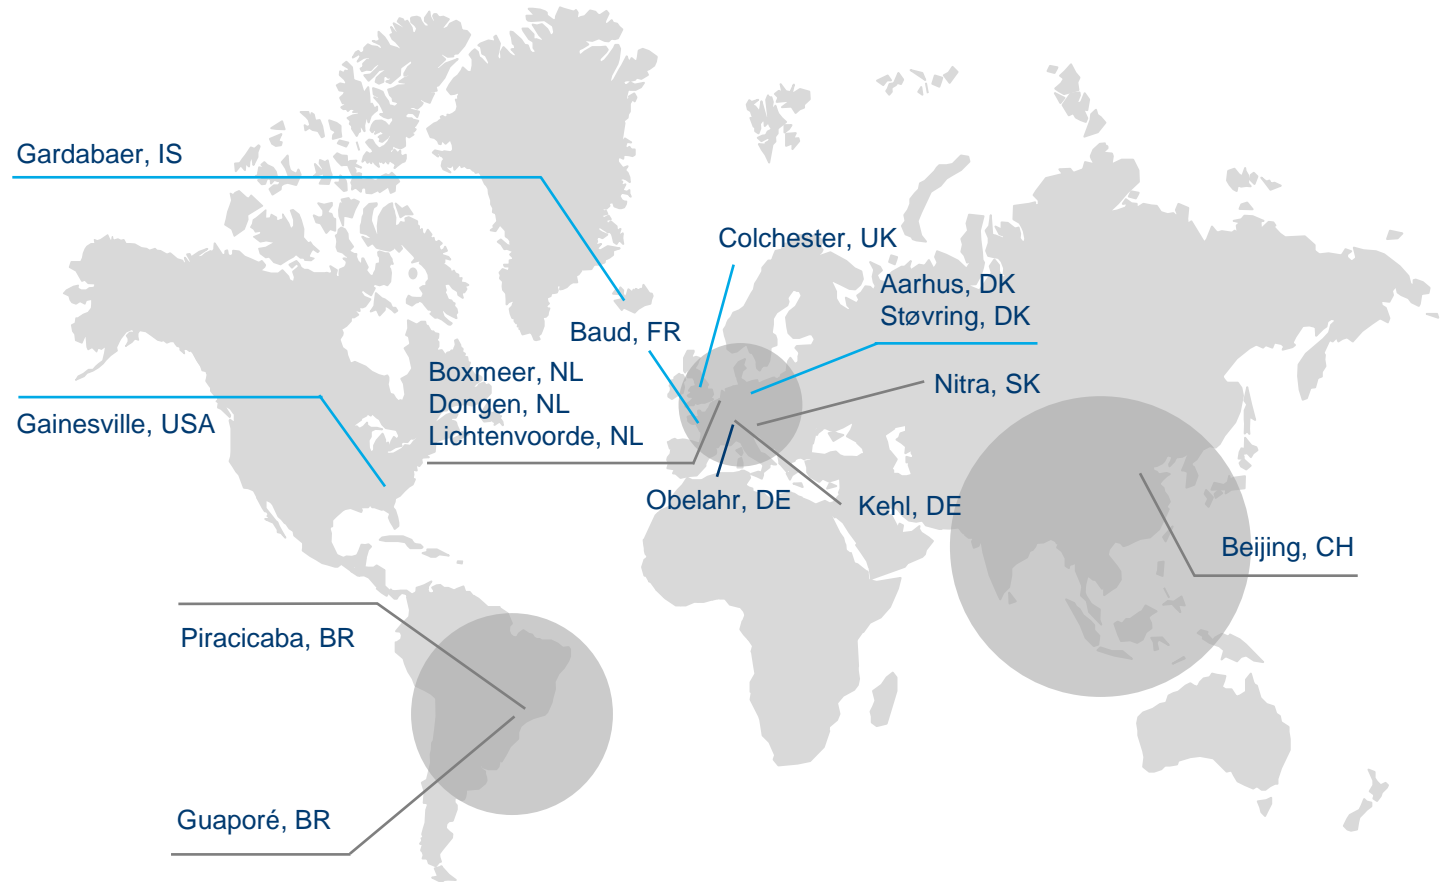 Gardabaer, IS
Colchester, UK
Aarhus, DK
Støvring, DK
Baud, FR
Boxmeer, NL
Dongen, NL
Lichtenvoorde, NL
Nitra, SK
Gainesville, USA
Obelahr, DE
Kehl, DE
Beijing, CH
Piracicaba, BR
Guaporé, BR